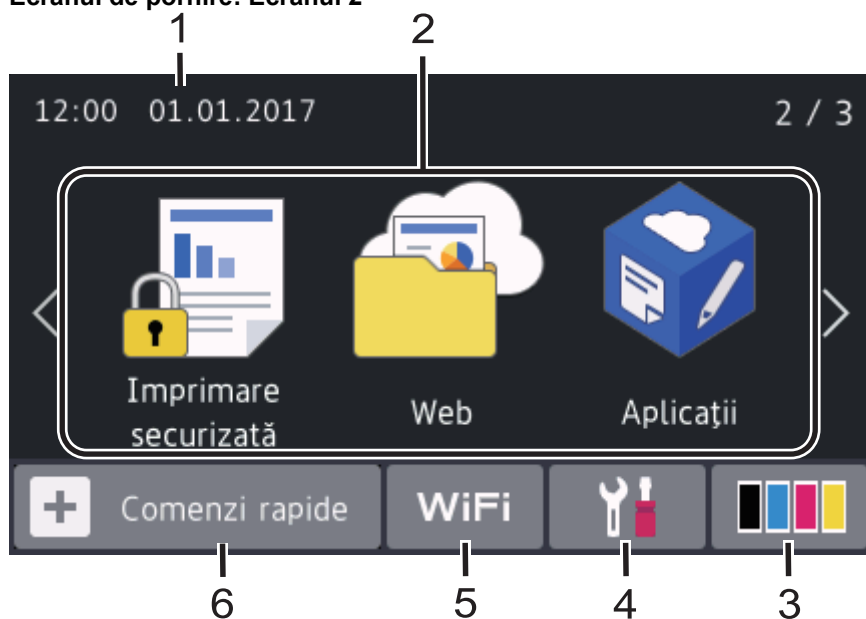 Ecranul de pornire: Ecranul 2
1 2
12:00 01.01.2017 2 / 3
Imprimare
securizată
Web
Aplicații
Comenzi rapide
WiFi
6 5 4 3